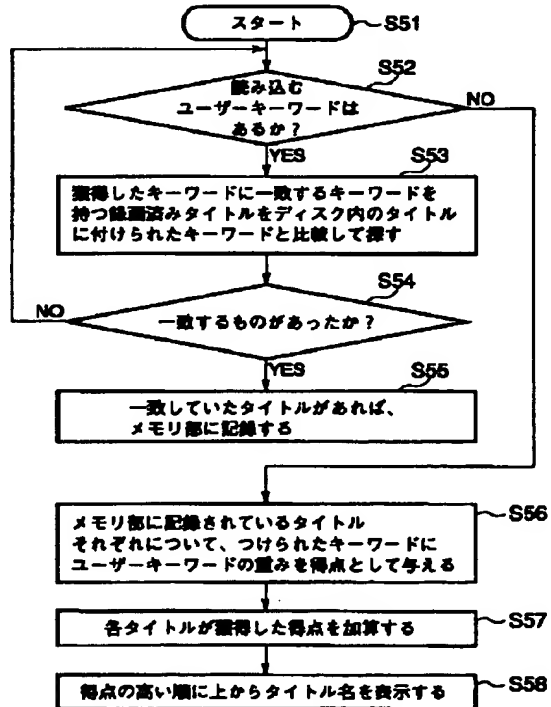 スタート
S51
S52
読み込む
ユーザーキーワードは
あるか?
NO
YES
S53
獲得したキーワードに一致するキーワードを
持つ録画済みタイトルをディスク内のタイトル
に付けられたキーワードと比較して探す
S54
NO
一致するものがあったか?
YES
S55
一致していたタイトルがあれば、
メモリ部に記録する
メモリ部に記録されているタイトル
それぞれについて、つけられたキーワードに
ユーザーキーワードの重みを得点として与える
S56
各タイトルが獲得した得点を加算する
S57
得点の高い順に上からタイトル名を表示する
S58